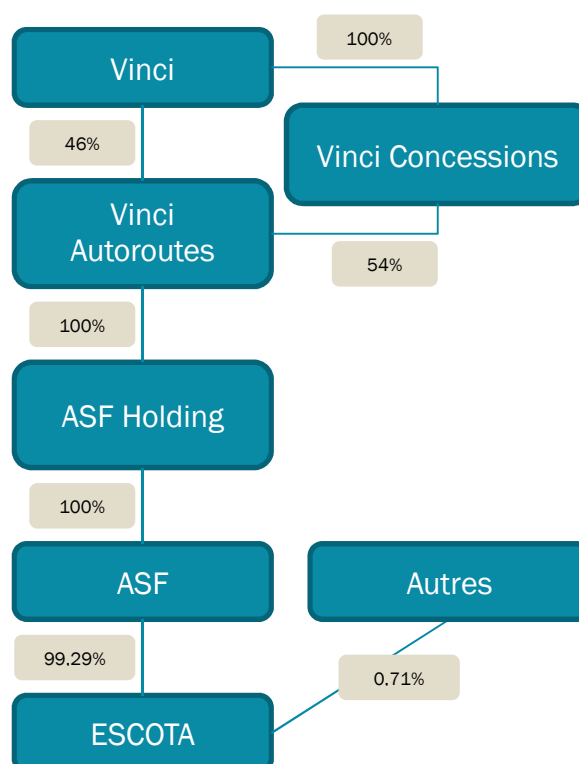 100%
Vinci
46%
Vinci Concessions
Vinci
Autoroutes
54%
100%
ASF Holding
100%
ASF
Autres
99,29%
0,71%
ESCOTA